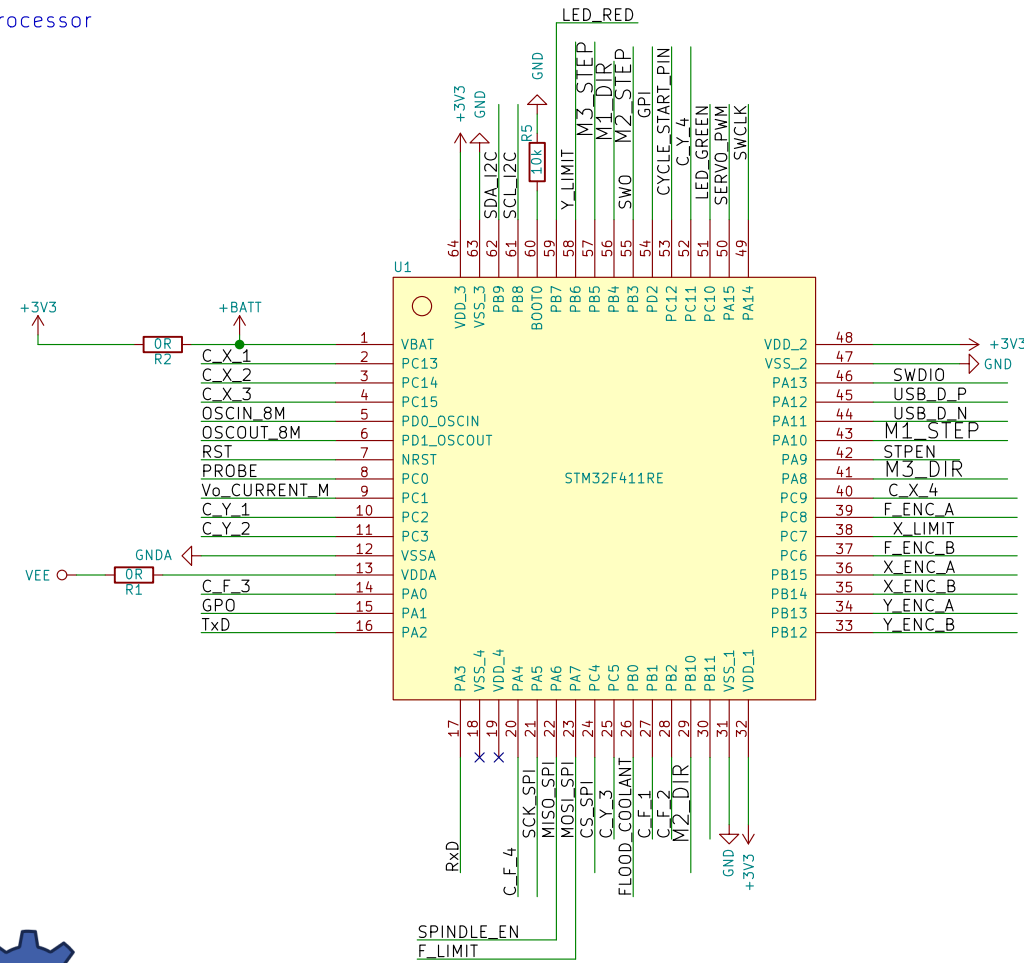 rocessor
LED_RED
GND
+3V3
GND
SDA_I2C
SCL_I2C
R5
10k
Y_LIMIT
M3_STEP
M1_DIR
M2_STEP
SWO
GPI
CYCLE_START_PIN
C_Y_4
LED_GREEN
SERVO_PWM
SWCLK
64
63
62
61
60
59
58
57
56
55
54
53
52
51
50
49
U1
VDD_3
VSS_3
PB9
PB8
BOOT0
PB7
PB6
PB5
PB4
PB3
PD2
PC12
PC11
PC10
PA15
PA14
+3V3
+BATT
0R
R2
1 VBAT
C_X_1 2 PC13
C_X_2 3 PC14
C_X_3 4 PC15
OSCIN_8M 5 PD0_OSCIN
OSCOUT_8M 6 PD1_OSCOUT
RST 7 NRST
PROBE 8 PC0
Vo_CURRENT_M 9 PC1
C_Y_1 10 PC2
C_Y_2 11 PC3
GNDA 12 VSSA
VEE 0R 13 VDDA
R1
C_F_3 14 PA0
GPO 15 PA1
TxD 16 PA2
STM32F411RE
VDD_2 48 +3V3
VSS_2 47 GND
PA13 46 SWDIO
PA12 45 USB_D_P
PA11 44 USB_D_N
PA10 43 M1_STEP
PA9 42 STPEN
PA8 41 M3_DIR
PC9 40 C_X_4
PC8 39 F_ENC_A
PC7 38 X_LIMIT
PC6 37 F_ENC_B
PB15 36 X_ENC_A
PB14 35 X_ENC_B
PB13 34 Y_ENC_A
PB12 33 Y_ENC_B
PA3
VSS_4
VDD_4
PA4
PA5
PA6
PA7
PC4
PC5
PB0
PB1
PB2
PB10
PB11
VSS_1
VDD_1
17
18
19
20
21
22
23
24
25
26
27
28
29
30
31
32
RxD
C_F_4
SCK_SPI
MISO_SPI
MOSI_SPI
CS_SPI
C_Y_3
FLOOD_COOLANT
C_F_1
C_F_2
M2_DIR
GND
+3V3
SPINDLE_EN
F_LIMIT